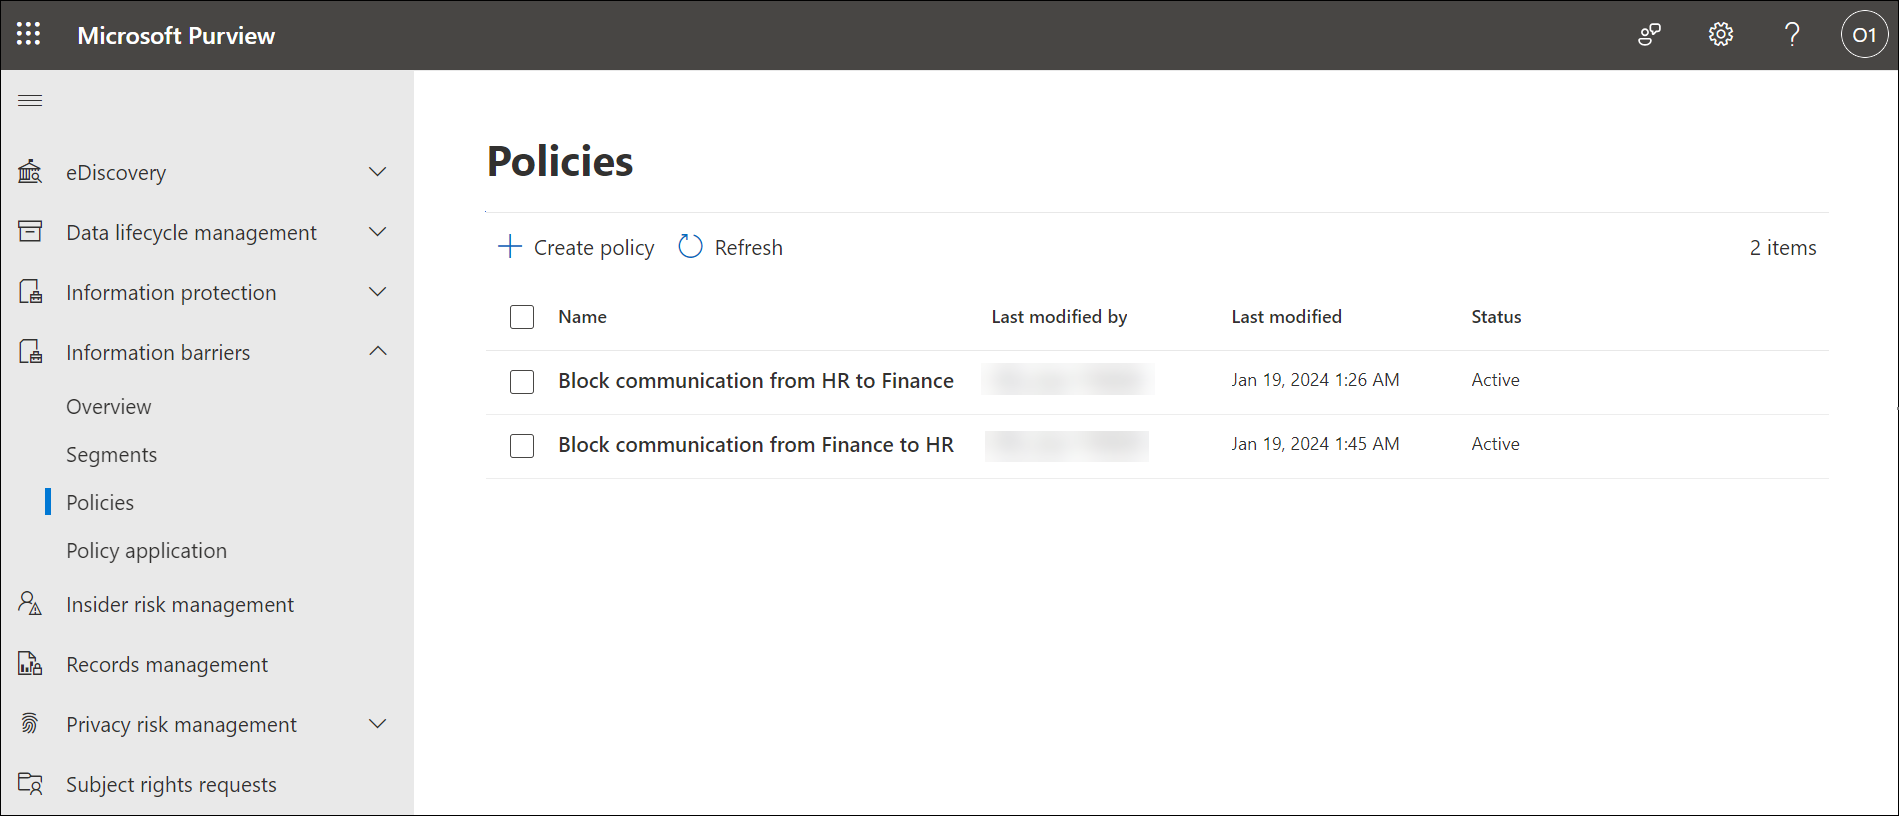 Microsoft Purview
O1
eDiscovery
Data lifecycle management
Information protection
Information barriers
Overview
Segments
Policies
Policy application
Insider risk management
Records management
Privacy risk management
Subject rights requests
Policies
Create policy Refresh 2 items
Name Last modified by Last modified Status
Block communication from HR to Finance Jan 19, 2024 1:26 AM Active
Block communication from Finance to HR Jan 19, 2024 1:45 AM Active